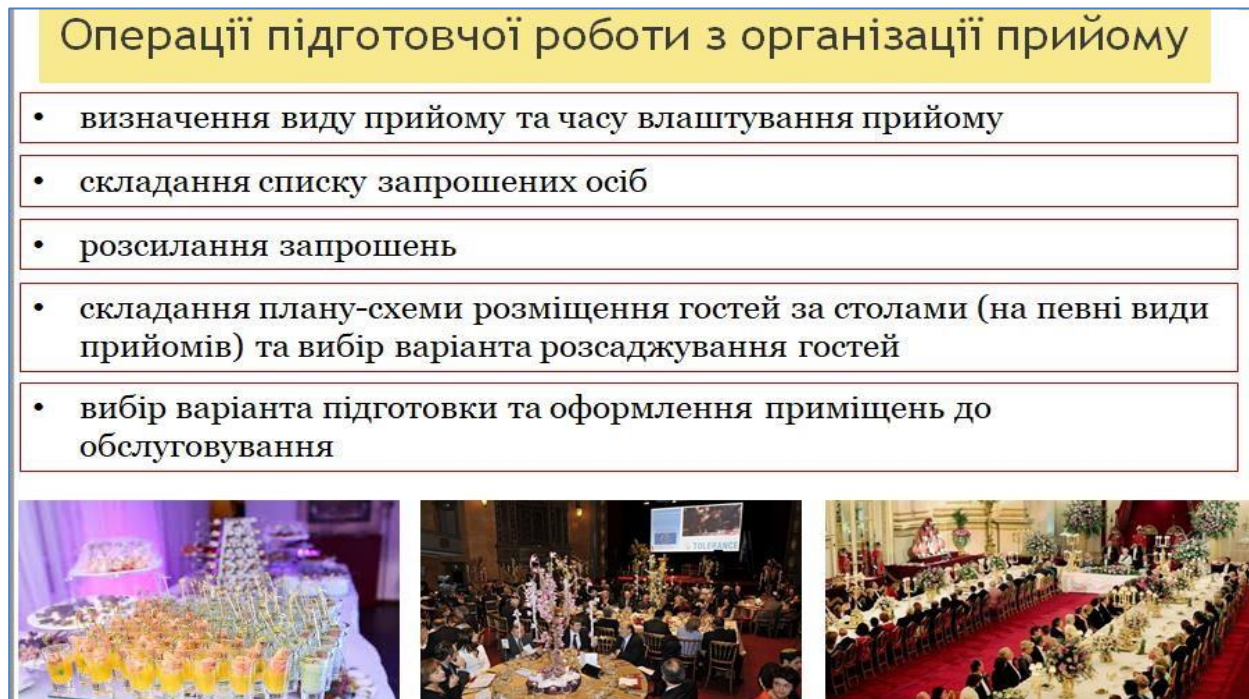 Операції підготовчої роботи з організації прийому
• визначення виду прийому та часу влаштування прийому
• складання списку запрошених осіб
• розсилання запрошень
• складання плану-схеми розміщення гостей за столами (на певні види
прийомів) та вибір варіанта розсаджування гостей
• вибір варіанта підготовки та оформлення приміщень до
обслуговування
TOLERANCE